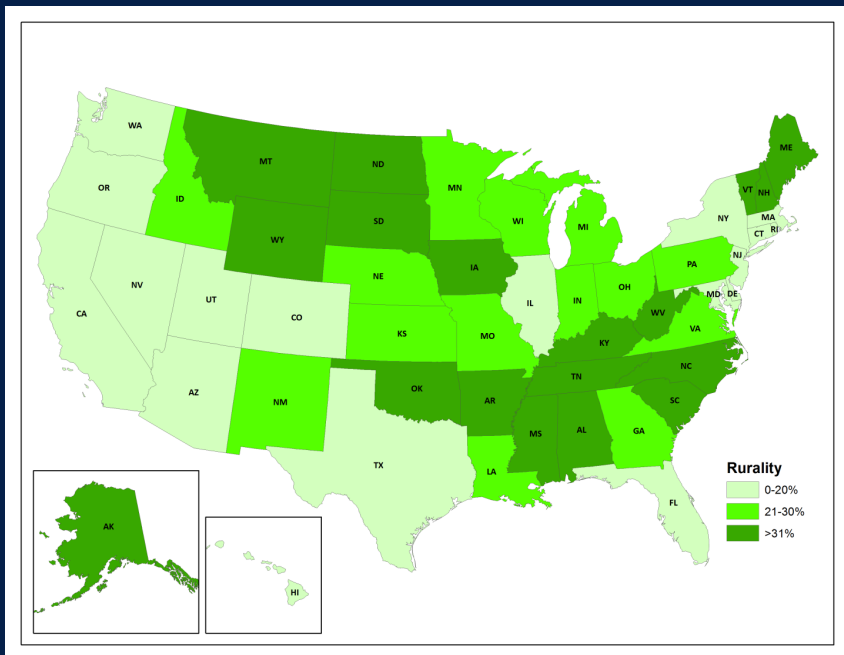 WA
MT
ND
ME
OR
ID
MN
VT
NH
WI
MI
NY
MA
SD
WY
CT
RI
IA
NE
PA
NJ
NV
UT
CO
IL
IN
OH
MD
DE
CA
WV
KS
MO
VA
KY
AZ
NM
OK
AR
TN
NC
SC
MS
AL
GA
TX
LA
FL
AK
HI
Rurality
0-20%
21-30%
>31%